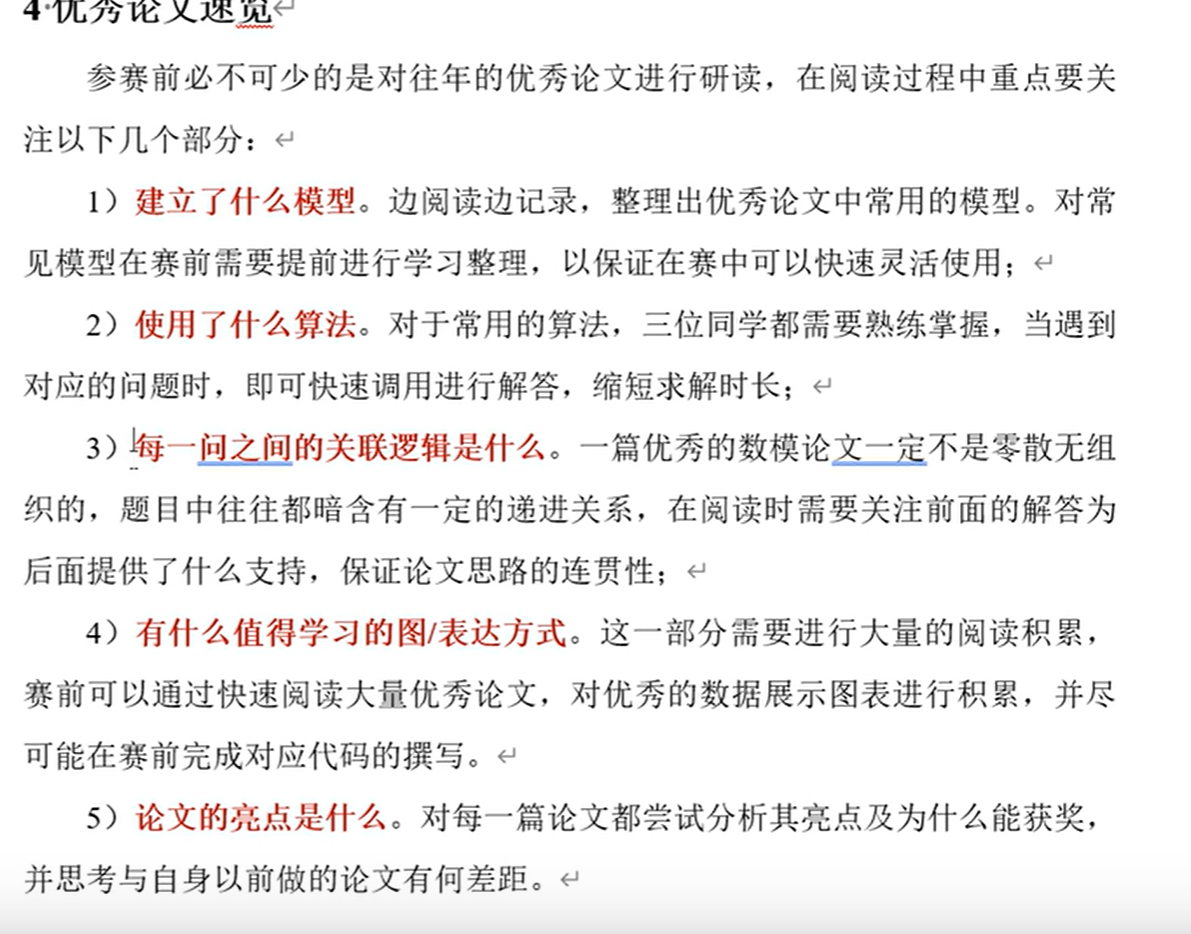 4 优秀论文速览
参赛前必不可少的是对往年的优秀论文进行研读，在阅读过程中重点要关
注以下几个部分：
1）建立了什么模型。边阅读边记录，整理出优秀论文中常用的模型。对常
见模型在赛前需要提前进行学习整理，以保证在赛中可以快速灵活使用；
2）使用了什么算法。对于常用的算法，三位同学都需要熟练掌握，当遇到
对应的问题时，即可快速调用进行解答，缩短求解时长；
3）每一问之间的关联逻辑是什么。一篇优秀的数模论文一定不是零散无组
织的，题目中往往都暗含有一定的递进关系，在阅读时需要关注前面的解答为
后面提供了什么支持，保证论文思路的连贯性；
4）有什么值得学习的图/表达方式。这一部分需要进行大量的阅读积累，
赛前可以通过快速阅读大量优秀论文，对优秀的数据展示图表进行积累，并尽
可能在赛前完成对应代码的撰写。
5）论文的亮点是什么。对每一篇论文都尝试分析其亮点及为什么能获奖，
并思考与自身以前做的论文有何差距。